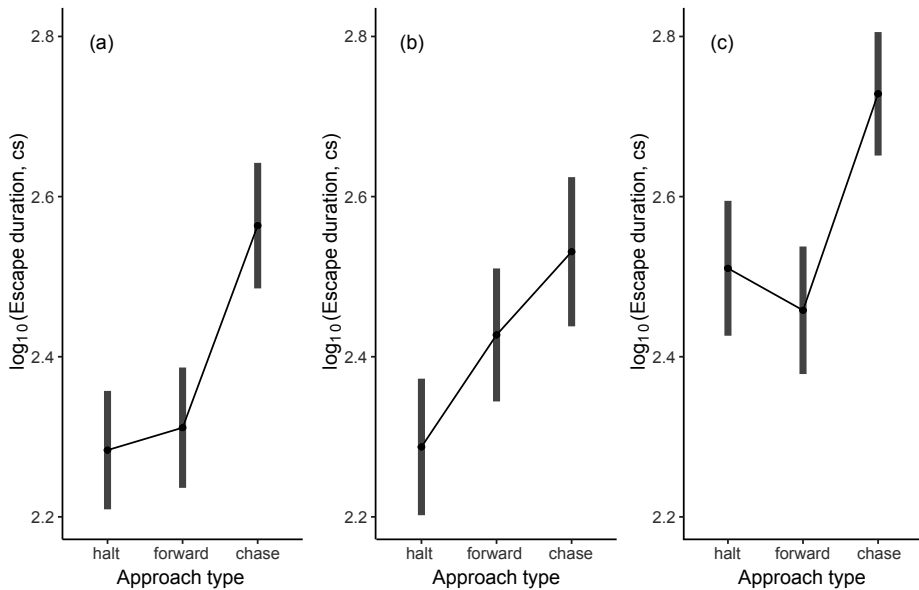 (a)
log10(Escape duration, cs)
2.8
2.6
2.4
2.2
halt forward chase
Approach type
(b)
log10(Escape duration, cs)
2.8
2.6
2.4
2.2
halt forward chase
Approach type
(c)
log10(Escape duration, cs)
2.8
2.6
2.4
2.2
halt forward chase
Approach type